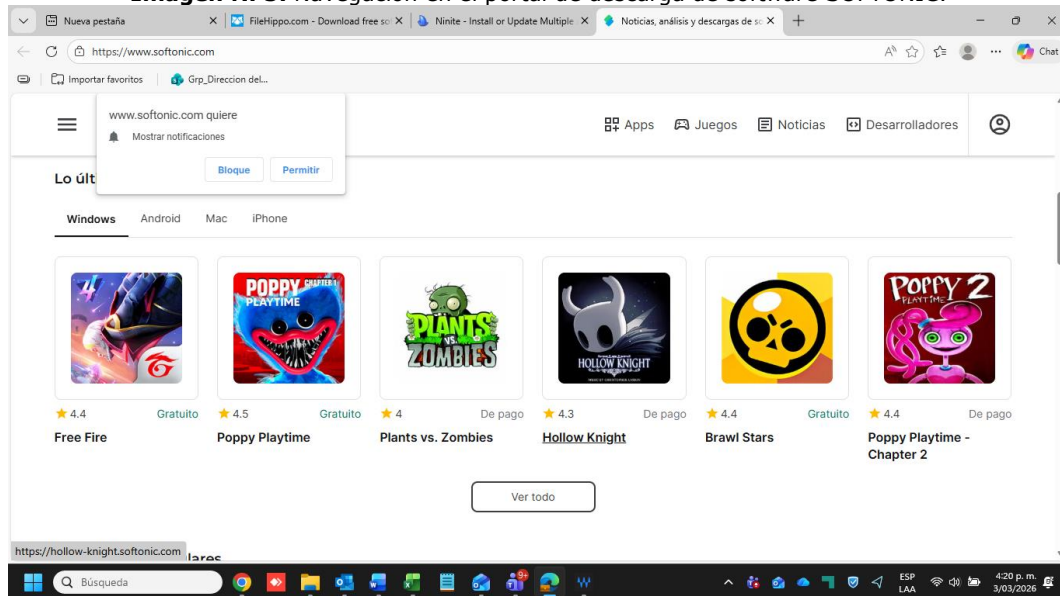 Navegación en el portal de descarga de software SOFTONIC.
Nueva pestaña
FileHippo.com - Download free so
Ninite - Install or Update Multiple
Noticias, análisis y descargas de so
https://www.softonic.com
Chat
Importar favoritos
Grp_Direccion del...
www.softonic.com quiere
Mostrar notificaciones
Bloque
Permitir
Apps
Juegos
Noticias
Desarrolladores
Lo últ
Windows
Android
Mac
iPhone
4
POPPY CHAPTER 1
PLAYTIME
PLANTS
VS.
ZOMBIES
HOLLOW KNIGHT
POPPY 2
PLAYTIME
4.4 Gratuito
4.5 Gratuito
4 De pago
4.3 De pago
4.4 Gratuito
4.4 De pago
Free Fire
Poppy Playtime
Plants vs. Zombies
Hollow Knight
Brawl Stars
Poppy Playtime -
Chapter 2
Ver todo
https://hollow-knight.softonic.com
lares
Búsqueda
ESP
LAA
4:20 p. m.
3/03/2026